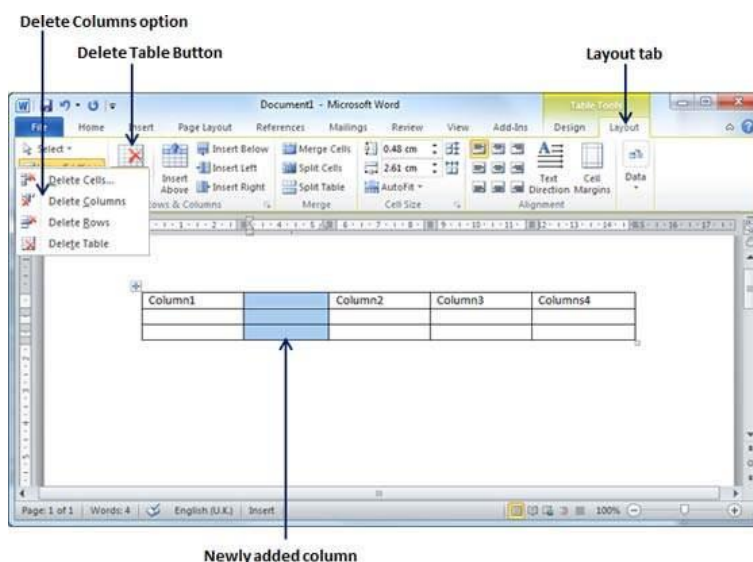 Delete Columns option
Delete Table Button
Layout tab
Document1 - Microsoft Word
Table Tools
File Home Insert Page Layout References Mailings Review View Add-Ins Design Layout
Select
Delete Cells...
Delete Columns
Delete Rows
Delete Table
Insert Above
Insert Below
Insert Left
Insert Right
Rows & Columns
Merge Cells
Split Cells
Split Table
Merge
0.48 cm
2.61 cm
AutoFit
Cell Size
Text Direction
Cell Margins
Alignment
Data
Column1 Column2 Column3 Columns4
Page: 1 of 1 Words: 4 English (U.K.) Insert 100%
Newly added column